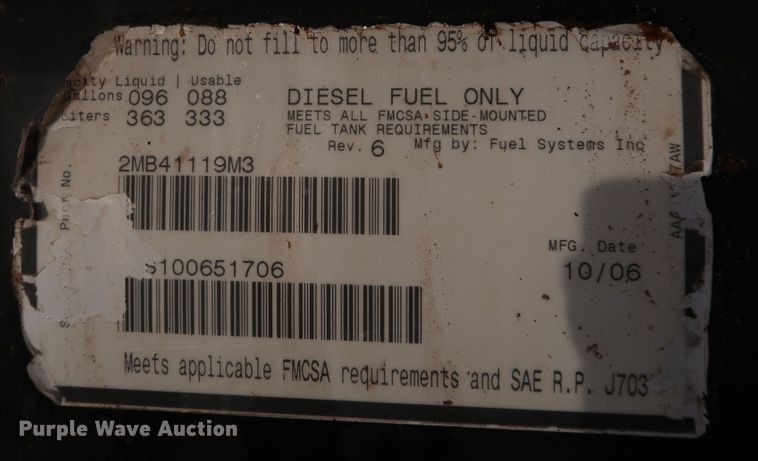 Warning: Do not fill to more than 95% of liquid capacity
Liquid | Usable
096 088
Liters 363 333
DIESEL FUEL ONLY
MEETS ALL FMCSA SIDE-MOUNTED
FUEL TANK REQUIREMENTS
Rev. 6 Mfg by: Fuel Systems Inc
Part No.
2MB41119M3
S100651706
MFG. Date
10/06
Meets applicable FMCSA requirements and SAE R.P. J703
Purple Wave Auction